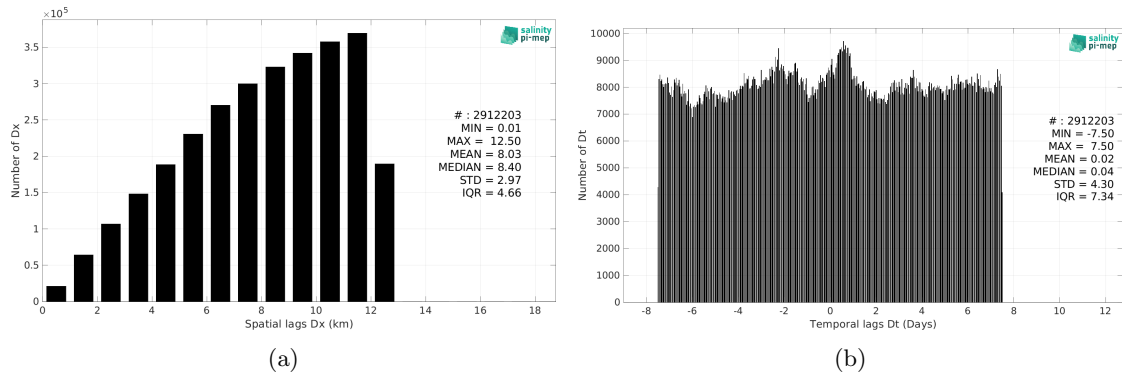 ×10⁵
3.5
3
2.5
2
1.5
1
0.5
0
Number of Dx
0 2 4 6 8 10 12 14 16 18
Spatial lags Dx (km)
salinity
pi-mep
# : 2912203
MIN = 0.01
MAX = 12.50
MEAN = 8.03
MEDIAN = 8.40
STD = 2.97
IQR = 4.66
(a)
10000
9000
8000
7000
6000
5000
4000
3000
2000
1000
0
Number of Dt
-8 -6 -4 -2 0 2 4 6 8 10 12
Temporal lags Dt (Days)
salinity
pi-mep
# : 2912203
MIN = -7.50
MAX = 7.50
MEAN = 0.02
MEDIAN = 0.04
STD = 4.30
IQR = 7.34
(b)